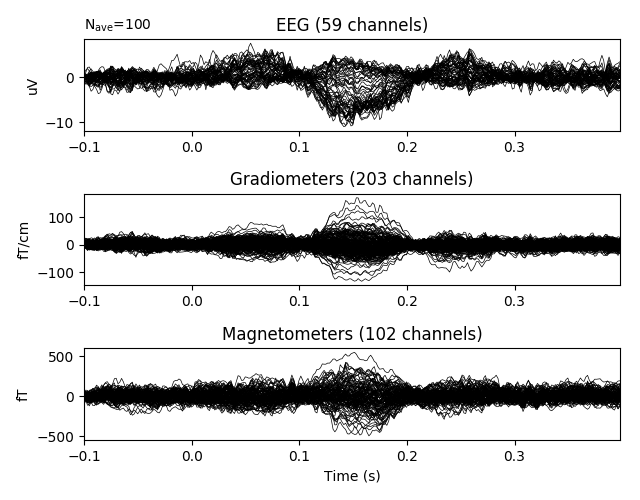 N_ave=100
EEG (59 channels)
uV
0
−10
−0.1 0.0 0.1 0.2 0.3
Gradiometers (203 channels)
fT/cm
100
0
−100
−0.1 0.0 0.1 0.2 0.3
Magnetometers (102 channels)
fT
500
0
−500
−0.1 0.0 0.1 0.2 0.3
Time (s)